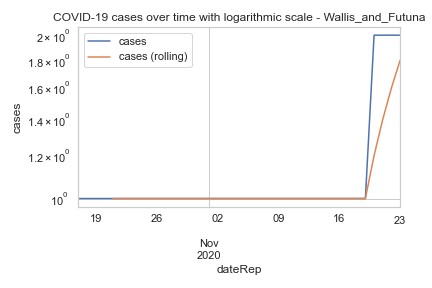 COVID-19 cases over time with logarithmic scale - Wallis_and_Futuna
cases
cases (rolling)
2 × 10⁰
1.8 × 10⁰
1.6 × 10⁰
1.4 × 10⁰
1.2 × 10⁰
10⁰
cases
19 26 02 09 16 23
Nov
2020
dateRep